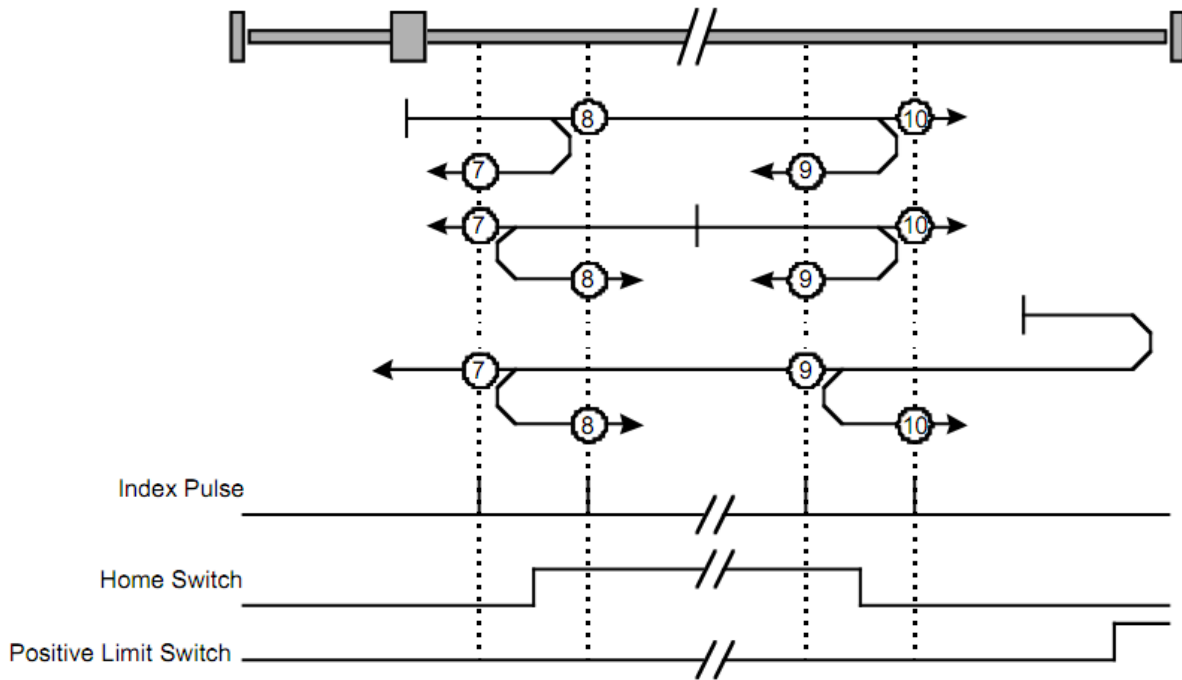 8 10
7 9
7 10
8 9
7 9
8 10
Index Pulse
Home Switch
Positive Limit Switch